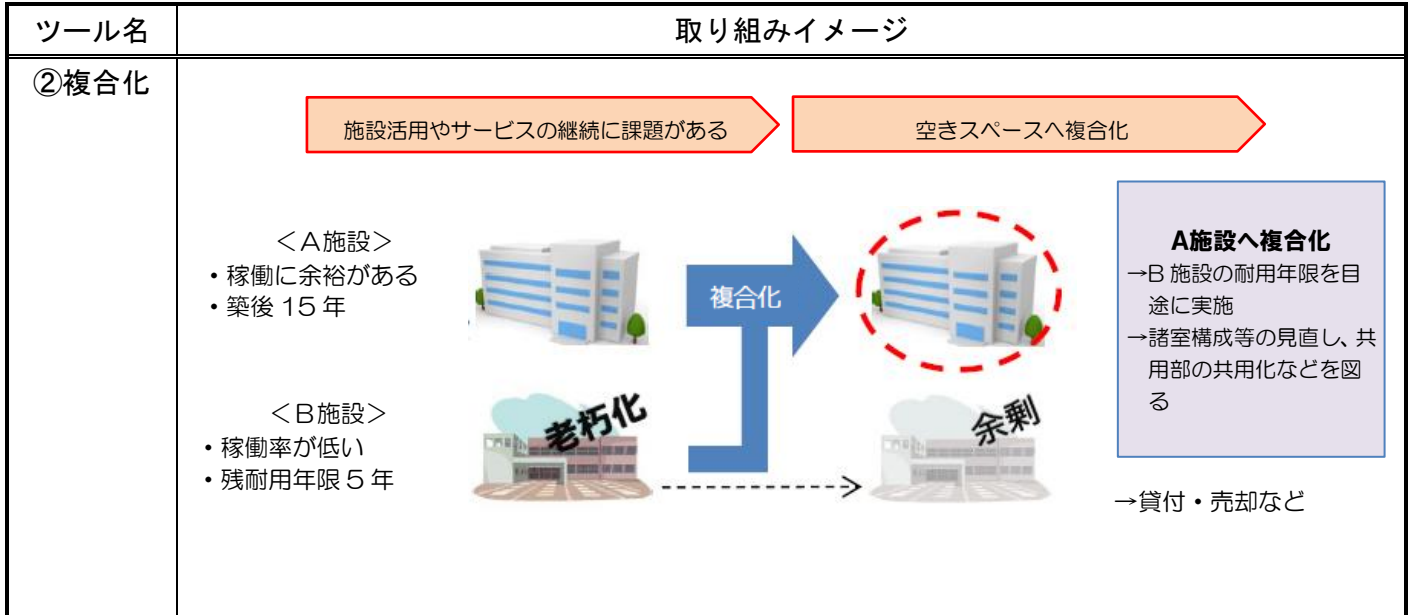 ツール名
取り組みイメージ
②複合化
施設活用やサービスの継続に課題がある
空きスペースへ複合化
＜A施設＞
・稼働に余裕がある
・築後 15 年
複合化
A施設へ複合化
→B 施設の耐用年限を目
途に実施
→諸室構成等の見直し、共
用部の共用化などを図
る
＜B施設＞
・稼働率が低い
・残耐用年限 5 年
老朽化
余剰
→貸付・売却など